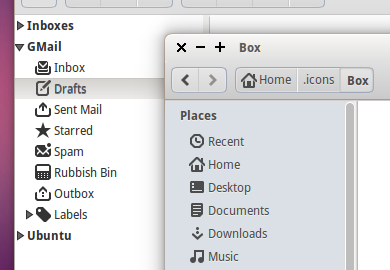 Inboxes
GMail
Inbox
Drafts
Sent Mail
Starred
Spam
Rubbish Bin
Outbox
Labels
Ubuntu
Box
Home .icons Box
Places
Recent
Home
Desktop
Documents
Downloads
Music